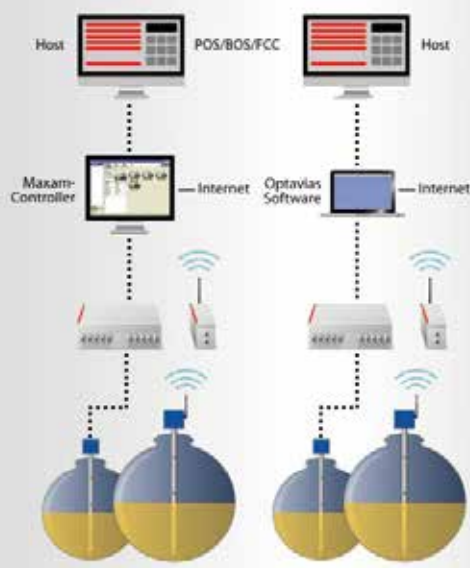 Host
POS/BOS/FCC
Host
Maxam-
Controller
Internet
Optavias
Software
Internet